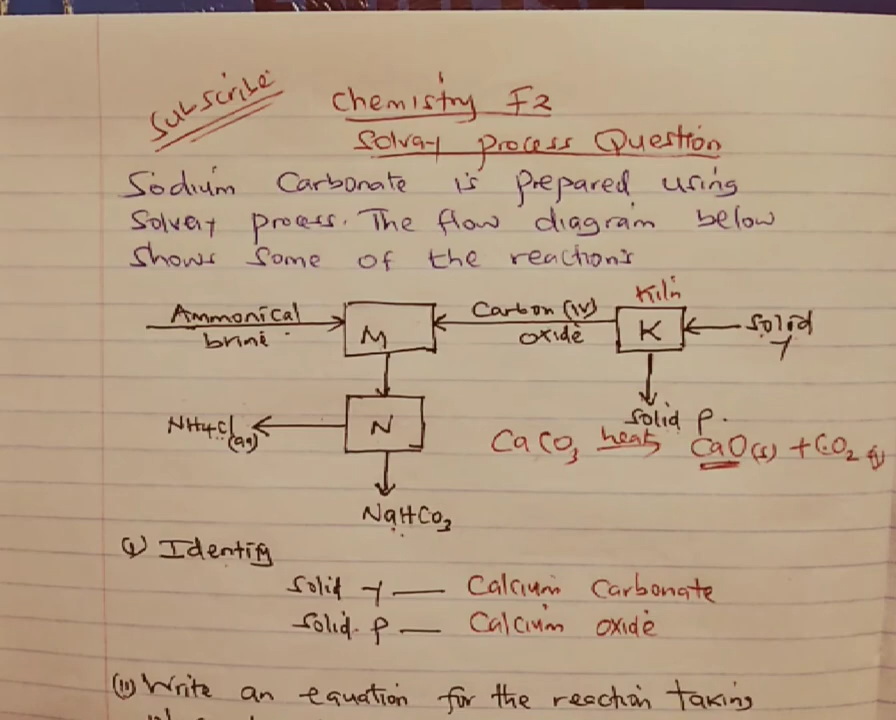 Subscribe
Chemistry F2
Solvay process Question
Sodium Carbonate is prepared using
Solvay process. The flow diagram below
Shows some of the reactions
Kiln
Ammonical
brine
M
Carbon (iv)
oxide
K
solid
Y
NH4Cl(aq)
N
solid P.
CaCO3 heat CaO(s) + CO2
NaHCO3
(i) Identify
solid Y — Calcium Carbonate
Solid P — Calcium oxide
(ii) Write an equation for the reaction taking